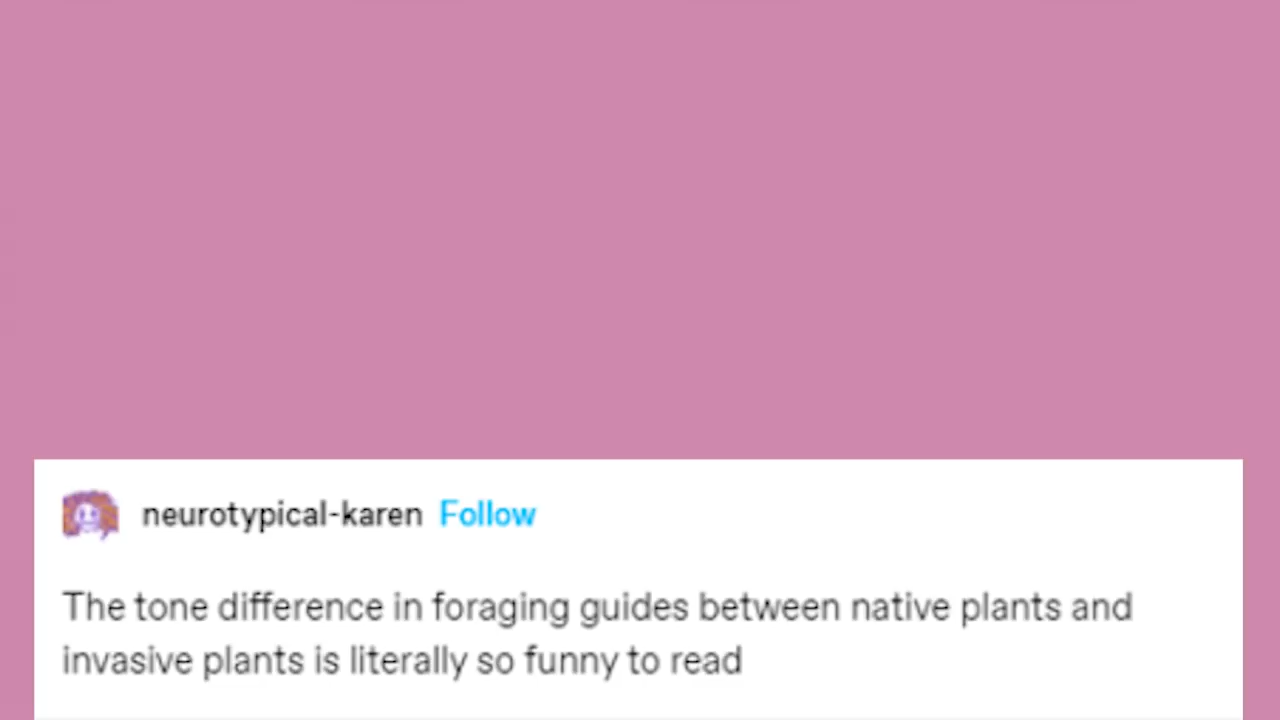 neurotypical-karen Follow
The tone difference in foraging guides between native plants and
invasive plants is literally so funny to read